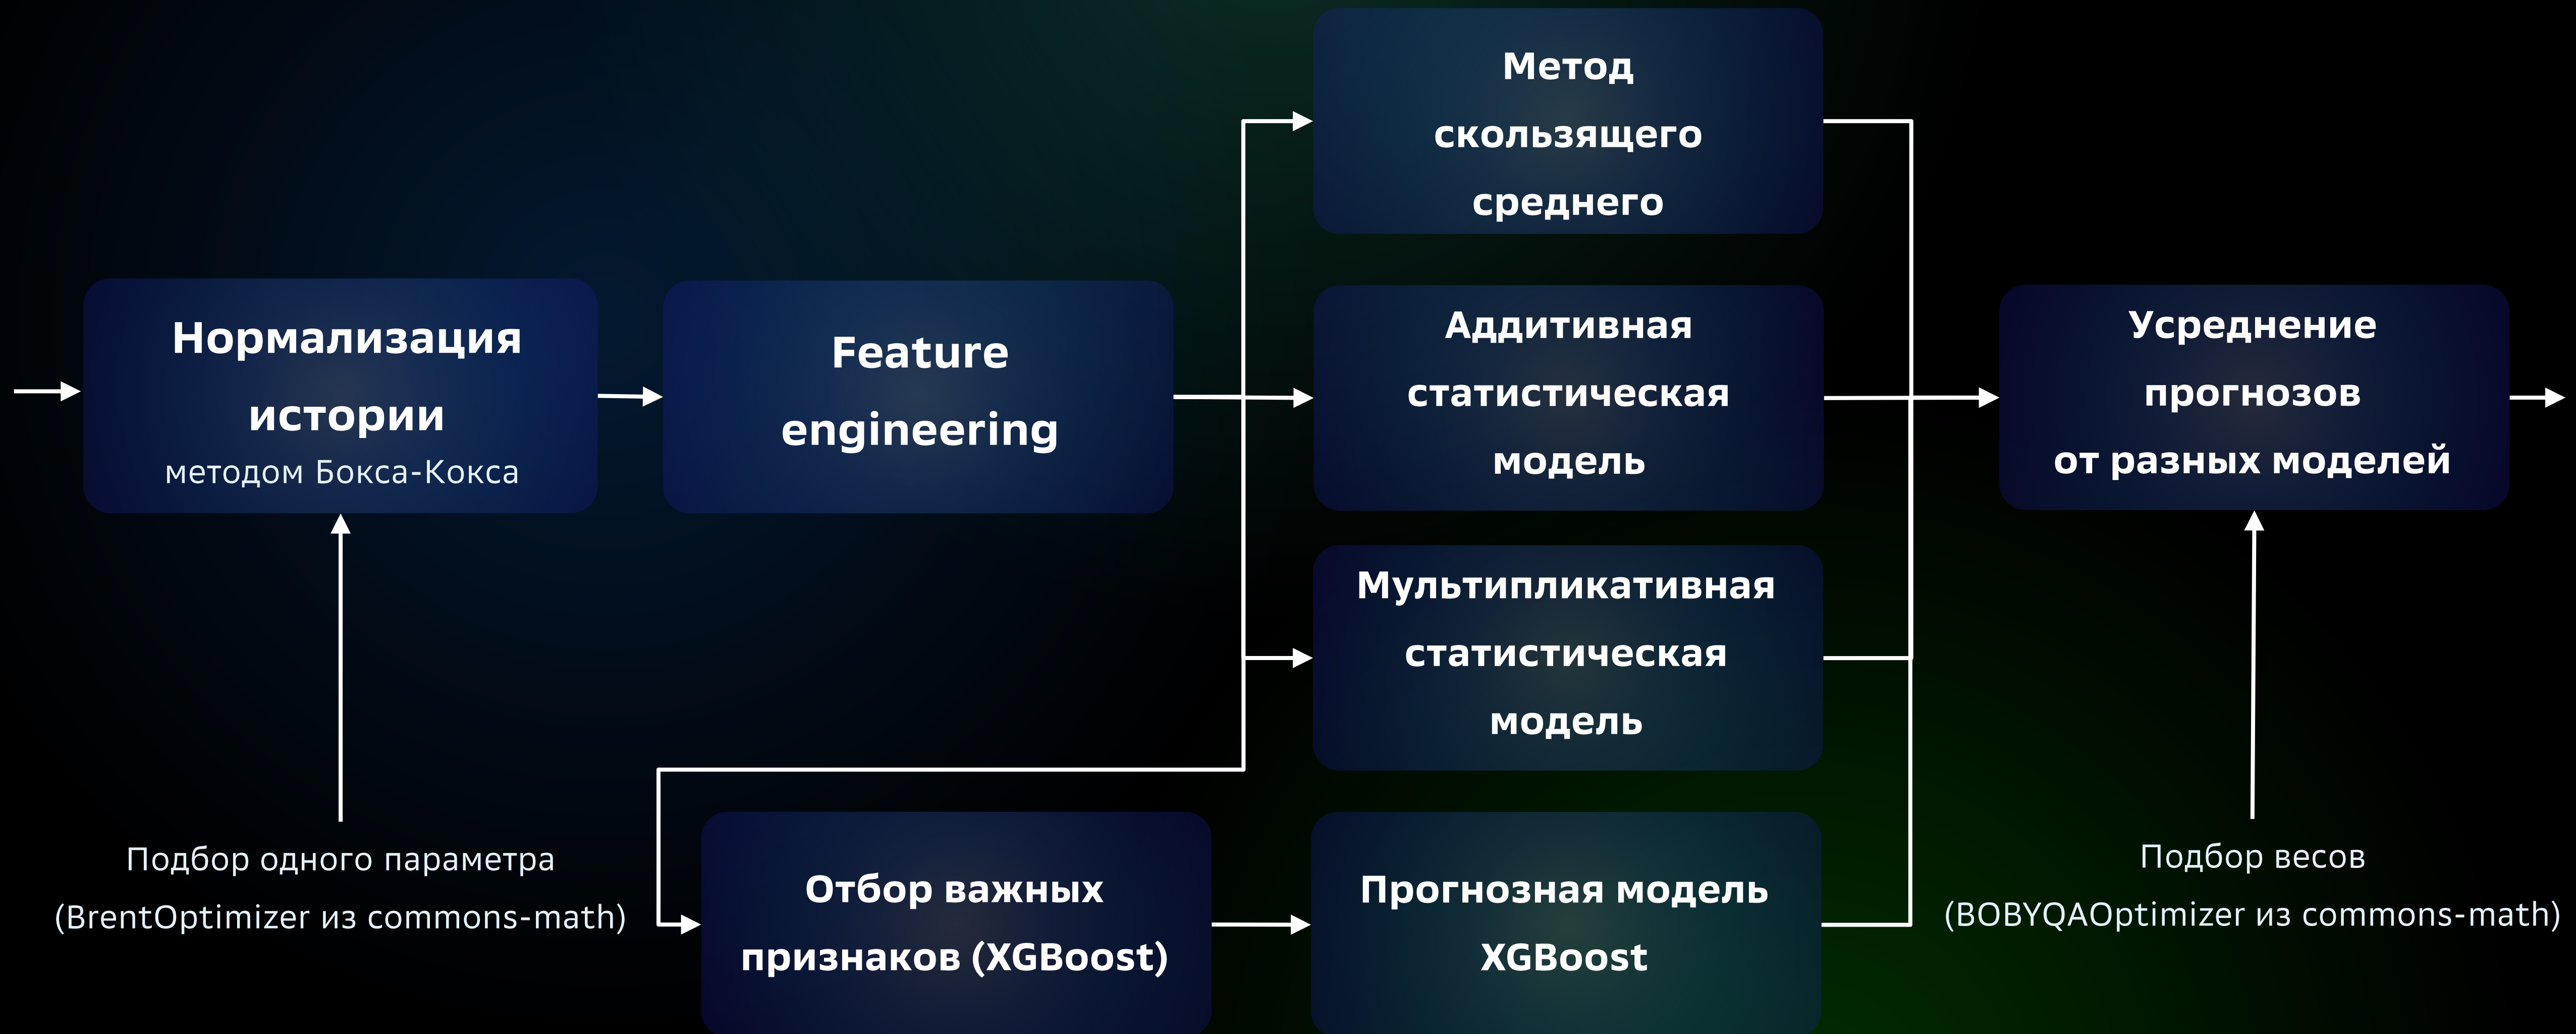 Нормализация
истории
методом Бокса-Кокса
Подбор одного параметра
(BrentOptimizer из commons-math)
Feature
engineering
Метод
скользящего
среднего
Аддитивная
статистическая
модель
Мультипликативная
статистическая
модель
Отбор важных
признаков (XGBoost)
Прогнозная модель
XGBoost
Усреднение
прогнозов
от разных моделей
Подбор весов
(BOBYQAOptimizer из commons-math)